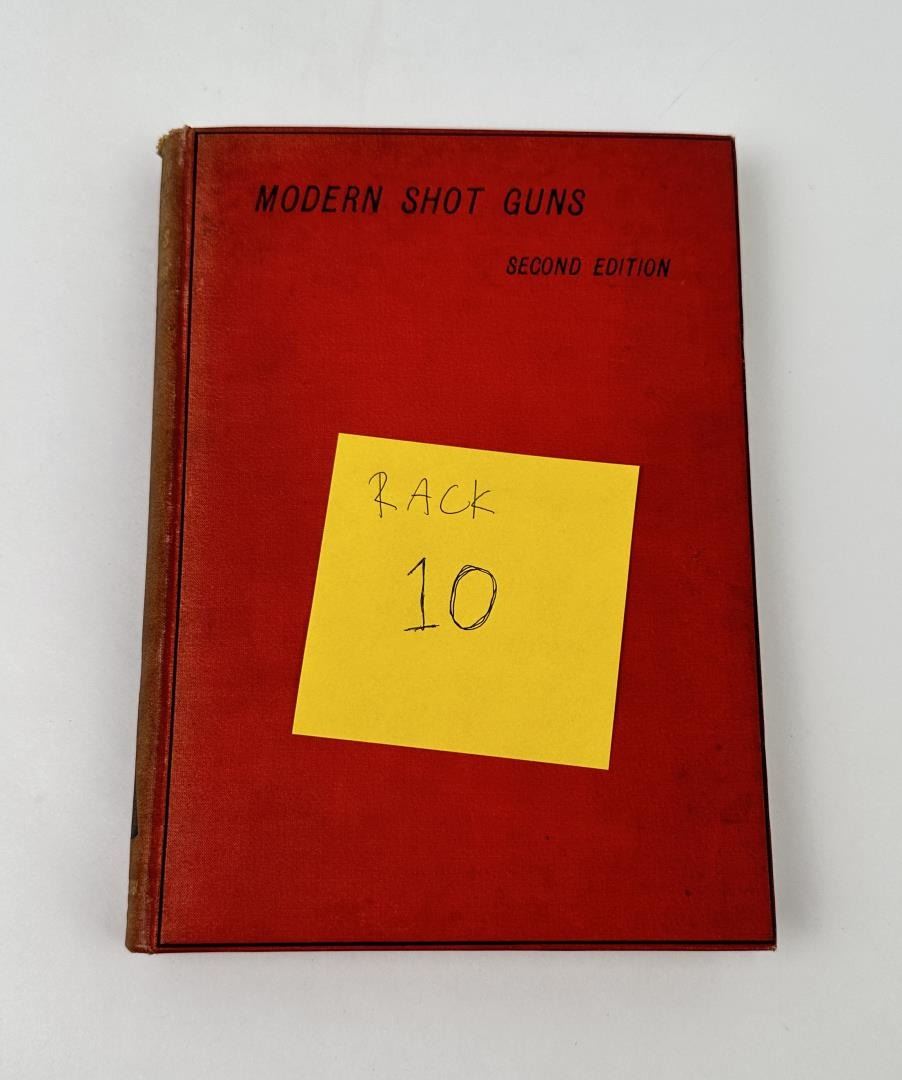 MODERN SHOT GUNS
SECOND EDITION
RACK
10